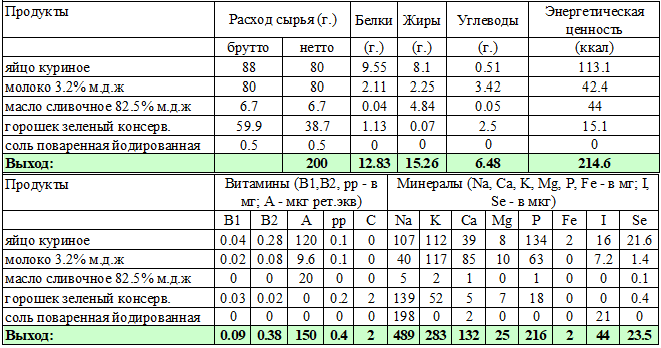 Продукты Расход сырья (г.) Белки Жиры Углеводы Энергетическая ценность
брутто нетто (г.) (г.) (г.) (ккал)
яйцо куриное 88 80 9.55 8.1 0.51 113.1
молоко 3.2% м.д.ж 80 80 2.11 2.25 3.42 42.4
масло сливочное 82.5% м.д.ж 6.7 6.7 0.04 4.84 0.05 44
горошек зеленый консерв. 59.9 38.7 1.13 0.07 2.5 15.1
соль поваренная йодированная 0.5 0.5 0 0 0 0
Выход: 200 12.83 15.26 6.48 214.6
Продукты Витамины (B1,B2, рр - в мг; А - мкг рет.экв) Минералы (Na, Ca, K, Mg, P, Fe - в мг; I, Se - в мкг)
B1 B2 A pp C Na K Ca Mg P Fe I Se
яйцо куриное 0.04 0.28 120 0.1 0 107 112 39 8 134 2 16 21.6
молоко 3.2% м.д.ж 0.02 0.08 9.6 0.1 0 40 117 85 10 63 0 7.2 1.4
масло сливочное 82.5% м.д.ж 0 0 20 0 0 5 2 1 0 1 0 0 0.1
горошек зеленый консерв. 0.03 0.02 0 0.2 2 139 52 5 7 18 0 0 0.4
соль поваренная йодированная 0 0 0 0 0 198 0 2 0 0 0 21 0
Выход: 0.09 0.38 150 0.4 2 489 283 132 25 216 2 44 23.5